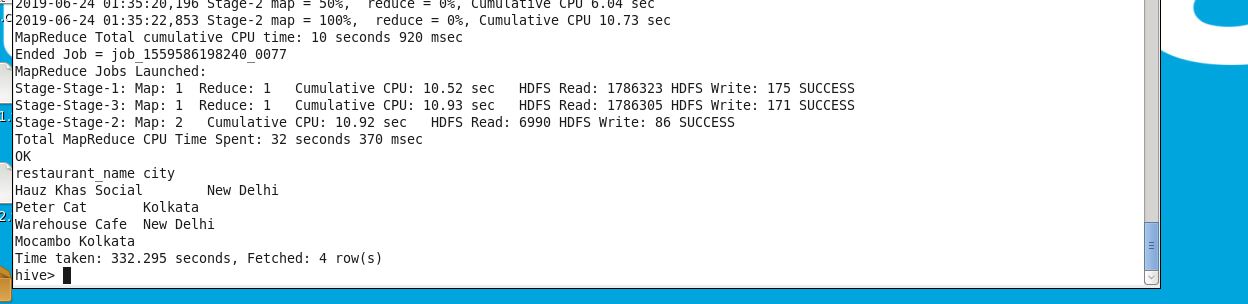 2019-06-24 01:35:20,196 Stage-2 map = 50%,  reduce = 0%, Cumulative CPU 6.04 sec
2019-06-24 01:35:22,853 Stage-2 map = 100%,  reduce = 0%, Cumulative CPU 10.73 sec
MapReduce Total cumulative CPU time: 10 seconds 920 msec
Ended Job = job_1559586198240_0077
MapReduce Jobs Launched:
Stage-Stage-1: Map: 1  Reduce: 1   Cumulative CPU: 10.52 sec   HDFS Read: 1786323 HDFS Write: 175 SUCCESS
Stage-Stage-3: Map: 1  Reduce: 1   Cumulative CPU: 10.93 sec   HDFS Read: 1786305 HDFS Write: 171 SUCCESS
Stage-Stage-2: Map: 2   Cumulative CPU: 10.92 sec   HDFS Read: 6990 HDFS Write: 86 SUCCESS
Total MapReduce CPU Time Spent: 32 seconds 370 msec
OK
restaurant_name city
Hauz Khas Social        New Delhi
Peter Cat       Kolkata
Warehouse Cafe  New Delhi
Mocambo Kolkata
Time taken: 332.295 seconds, Fetched: 4 row(s)
hive>